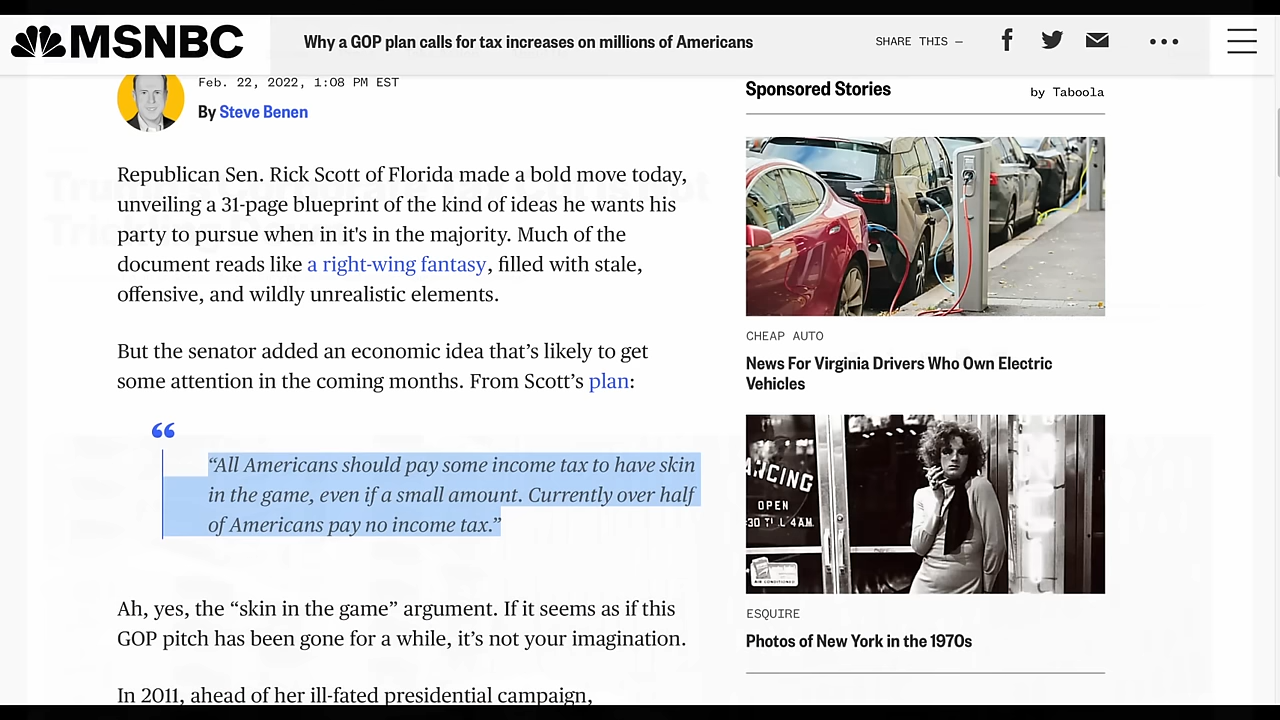 MSNBC
Why a GOP plan calls for tax increases on millions of Americans
SHARE THIS —
Feb. 22, 2022, 1:08 PM EST
By Steve Benen
Republican Sen. Rick Scott of Florida made a bold move today,
unveiling a 31-page blueprint of the kind of ideas he wants his
party to pursue when in it's in the majority. Much of the
document reads like a right-wing fantasy, filled with stale,
offensive, and wildly unrealistic elements.
But the senator added an economic idea that’s likely to get
some attention in the coming months. From Scott’s plan:
“
“All Americans should pay some income tax to have skin
in the game, even if a small amount. Currently over half
of Americans pay no income tax.”
Ah, yes, the “skin in the game” argument. If it seems as if this
GOP pitch has been gone for a while, it’s not your imagination.
In 2011, ahead of her ill-fated presidential campaign,
Sponsored Stories
by Taboola
CHEAP AUTO
News For Virginia Drivers Who Own Electric
Vehicles
ANCING
OPEN
AIR CONDITIONED
ESQUIRE
Photos of New York in the 1970s